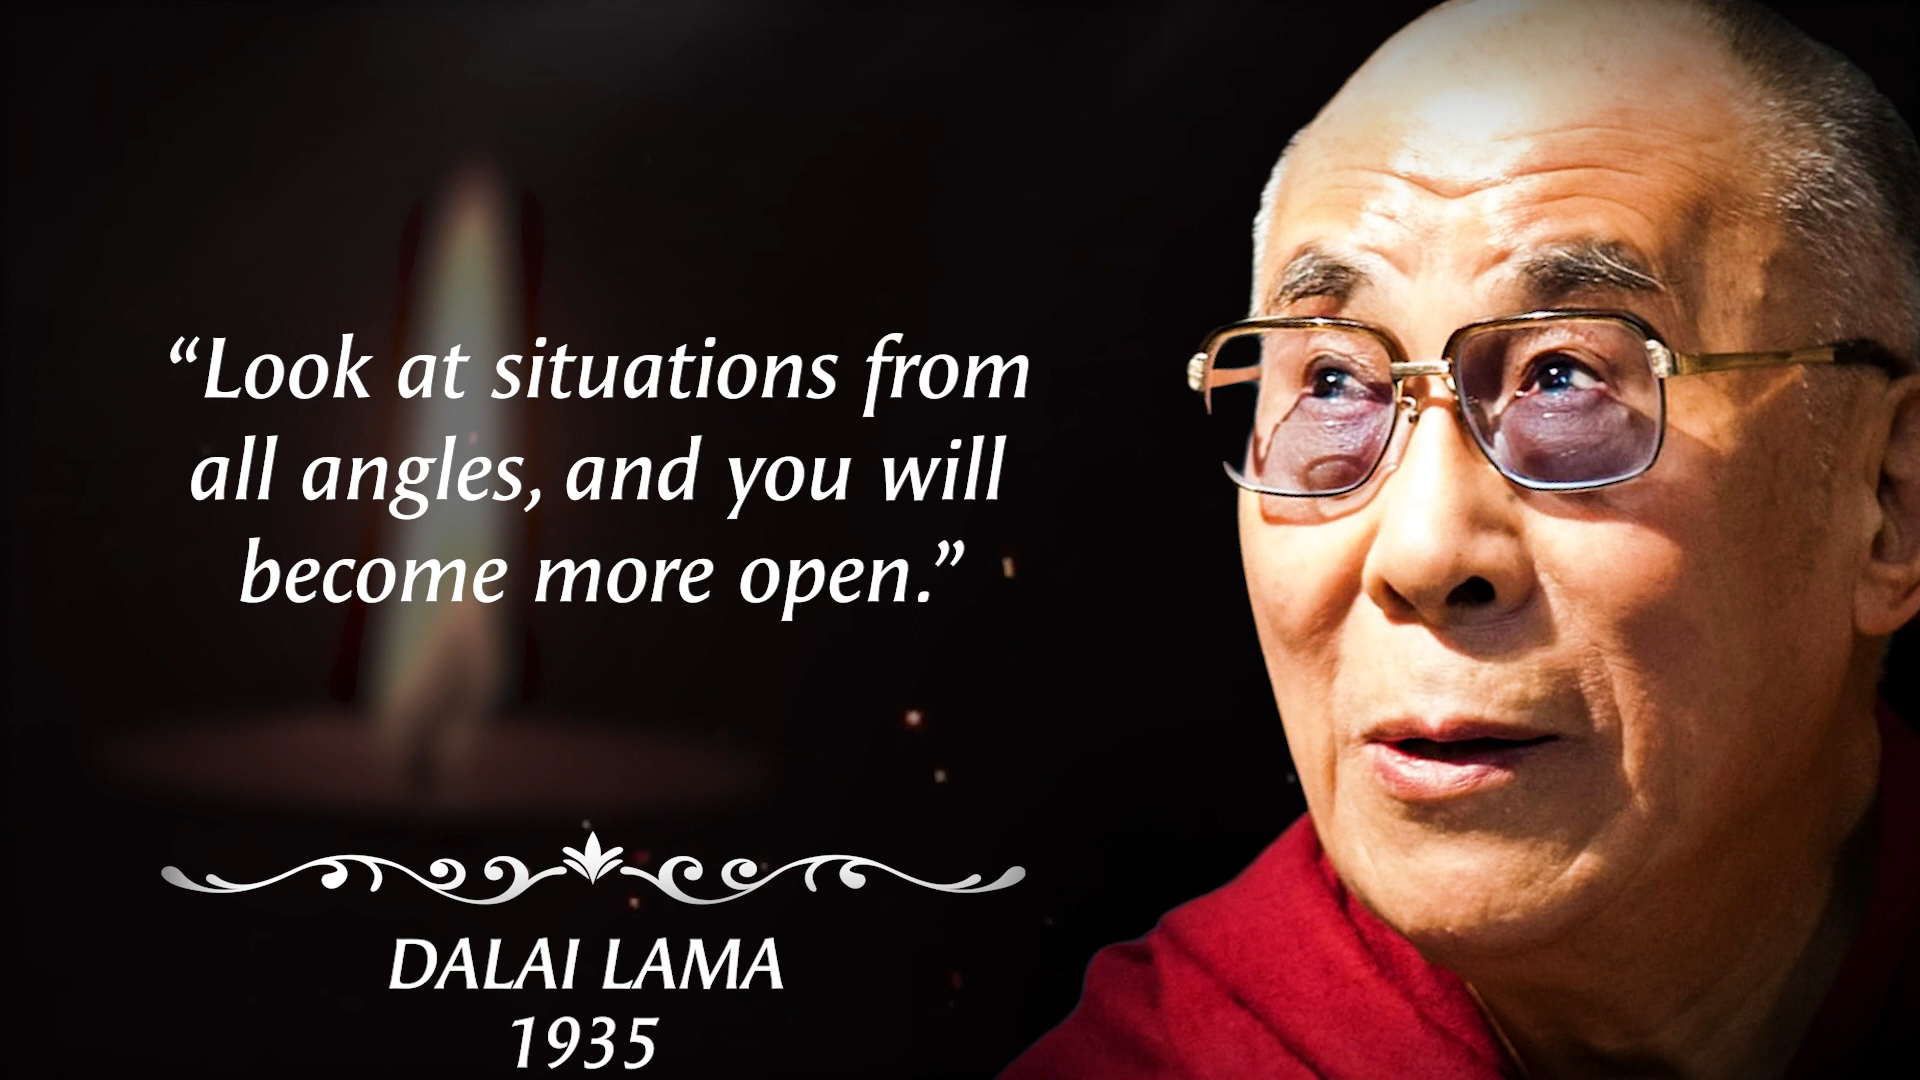 “Look at situations from
all angles, and you will
become more open.”
DALAI LAMA
1935